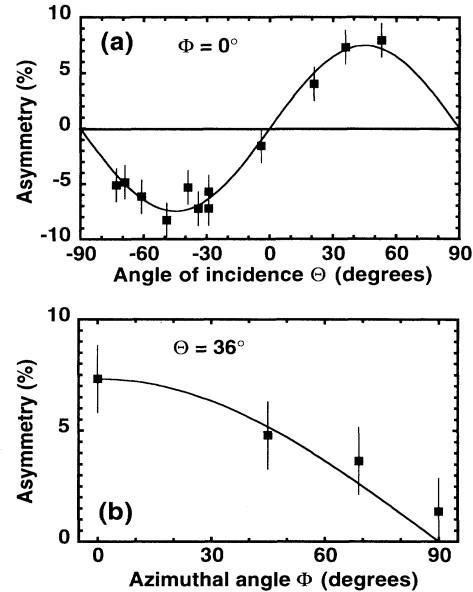 10
(a)
Φ = 0°
5
0
-5
-10
Asymmetry (%)
-90 -60 -30 0 30 60 90
Angle of incidence Θ (degrees)
10
Θ = 36°
5
0
Asymmetry (%)
(b)
0 30 60 90
Azimuthal angle Φ (degrees)